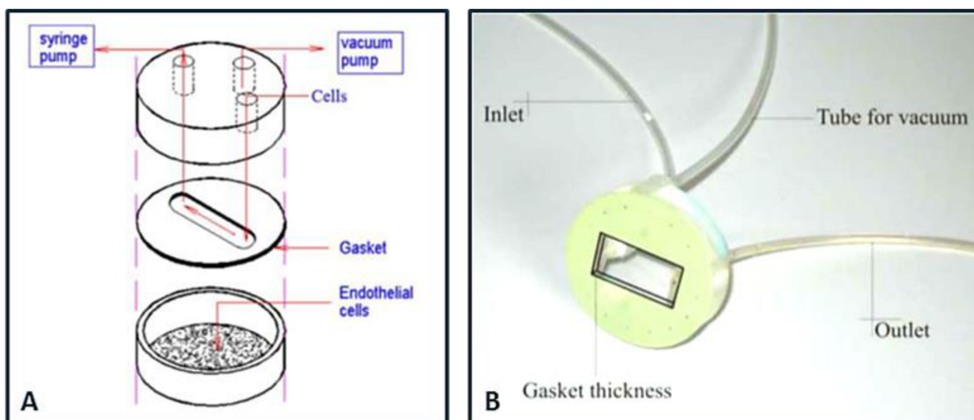 syringe
pump
vacuum
pump
Cells
Gasket
Endothelial
cells
A
Inlet
Tube for vacuum
Outlet
Gasket thickness
B